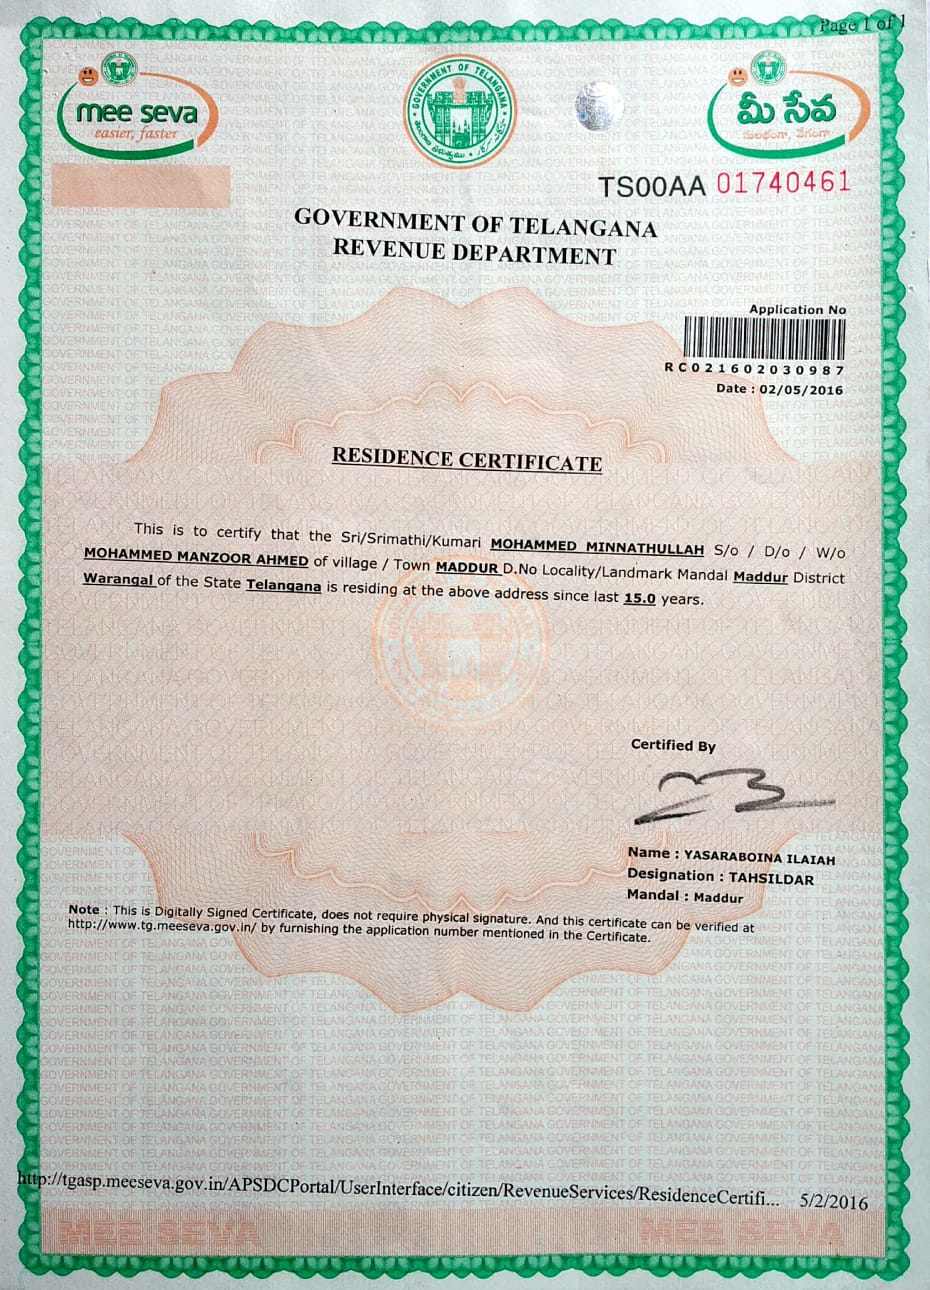 Page 1 of 1
mee seva
easier, faster
GOVERNMENT OF TELANGANA
మీ సేవ
సులభంగా, వేగంగా
TS00AA 01740461
GOVERNMENT OF TELANGANA
REVENUE DEPARTMENT
Application No
RC021602030987
Date : 02/05/2016
RESIDENCE CERTIFICATE
This is to certify that the Sri/Srimathi/Kumari MOHAMMED MINNATHULLAH S/o / D/o / W/o
MOHAMMED MANZOOR AHMED of village / Town MADDUR D.No Locality/Landmark Mandal Maddur District
Warangal of the State Telangana is residing at the above address since last 15.0 years.
Certified By
Name : YASARABOINA ILAIAH
Designation : TAHSILDAR
Mandal : Maddur
Note : This is Digitally Signed Certificate, does not require physical signature. And this certificate can be verified at
http://www.tg.meeseva.gov.in/ by furnishing the application number mentioned in the Certificate.
http://tgasp.meeseva.gov.in/APSDCPortal/UserInterface/citizen/RevenueServices/ResidenceCertifi... 5/2/2016
MEE SEVA MEE SEVA